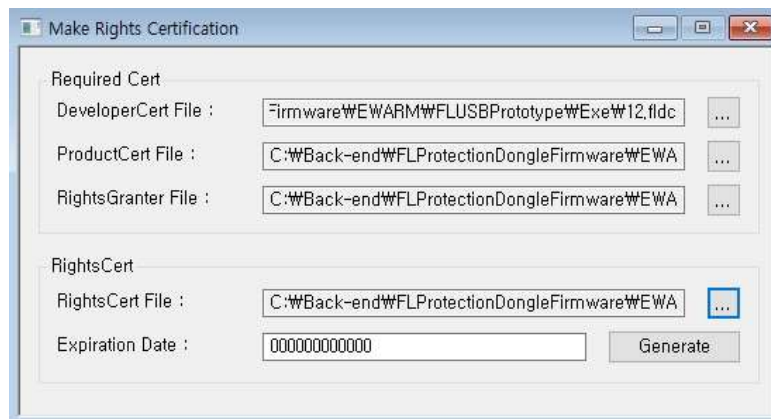 Make Rights Certification
Required Cert
DeveloperCert File : Firmware₩EWARM₩FLUSBPrototype₩Exe₩12.fldc ...
ProductCert File : C:₩Back-end₩FLProtectionDongleFirmware₩EWA ...
RightsGranter File : C:₩Back-end₩FLProtectionDongleFirmware₩EWA ...
RightsCert
RightsCert File : C:₩Back-end₩FLProtectionDongleFirmware₩EWA ...
Expiration Date : 000000000000 Generate